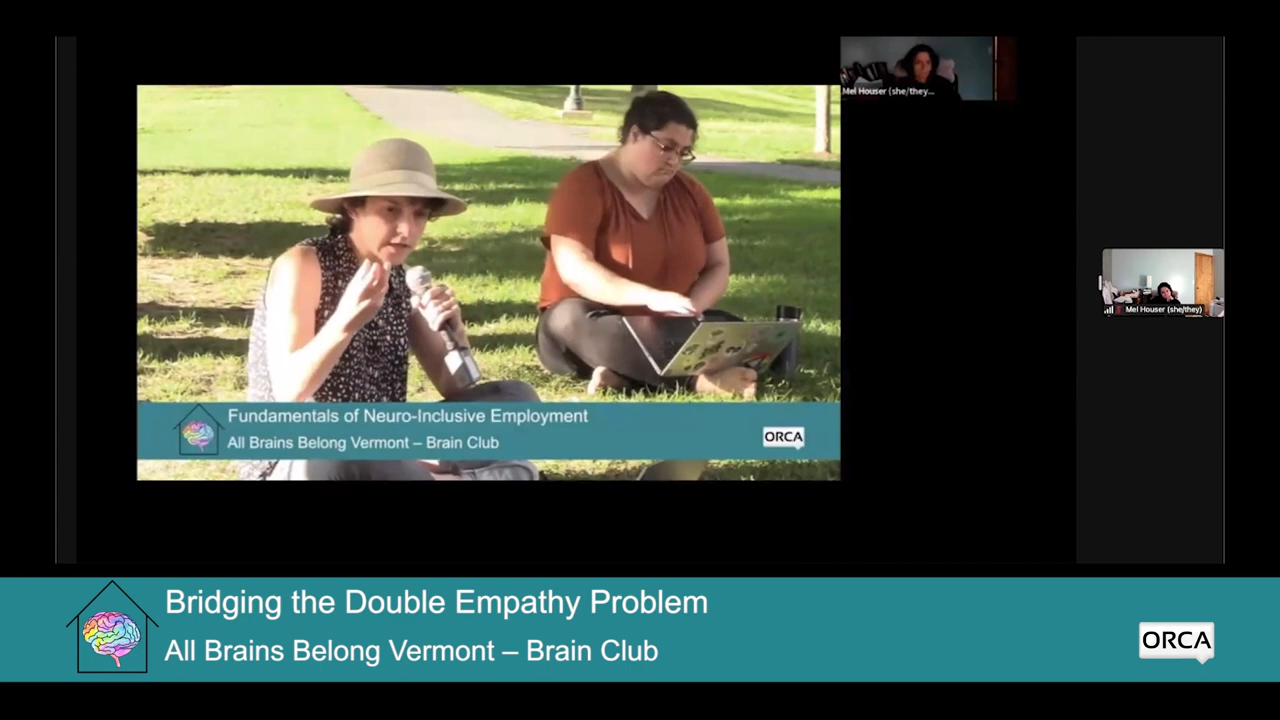 Mel Houser (she/they...
Mel Houser (she/they)
Fundamentals of Neuro-Inclusive Employment
All Brains Belong Vermont – Brain Club
ORCA
Bridging the Double Empathy Problem
All Brains Belong Vermont – Brain Club
ORCA